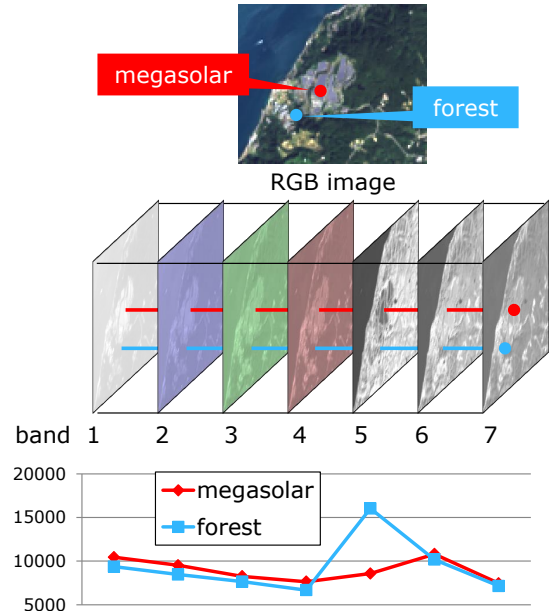 megasolar
forest
RGB image
band 1 2 3 4 5 6 7
20000
15000
10000
5000
megasolar
forest